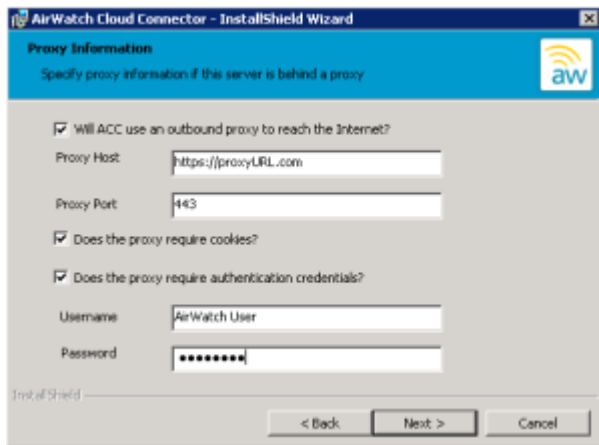 AirWatch Cloud Connector - InstallShield Wizard
Proxy Information
Specify proxy information if this server is behind a proxy
aw
Will ACC use an outbound proxy to reach the Internet?
Proxy Host https://proxyURL.com
Proxy Port 443
Does the proxy require cookies?
Does the proxy require authentication credentials?
Username AirWatch User
Password ••••••••
InstallShield
< Back Next > Cancel